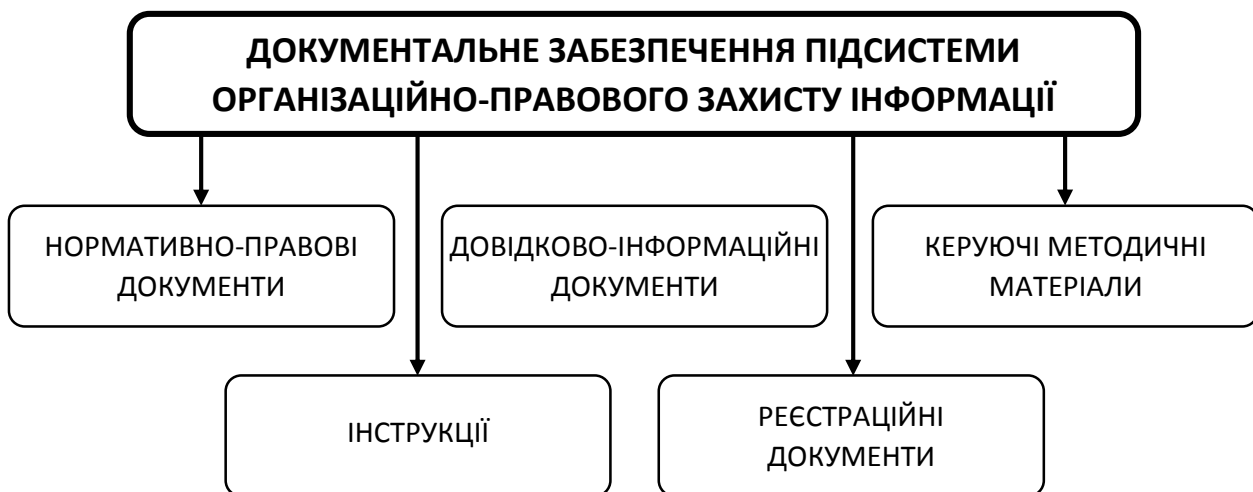 ДОКУМЕНТАЛЬНЕ ЗАБЕЗПЕЧЕННЯ ПІДСИСТЕМИ
ОРГАНІЗАЦІЙНО-ПРАВОВОГО ЗАХИСТУ ІНФОРМАЦІЇ
НОРМАТИВНО-ПРАВОВІ
ДОКУМЕНТИ
ДОВІДКОВО-ІНФОРМАЦІЙНІ
ДОКУМЕНТИ
КЕРУЮЧІ МЕТОДИЧНІ
МАТЕРІАЛИ
ІНСТРУКЦІЇ
РЕЄСТРАЦІЙНІ
ДОКУМЕНТИ